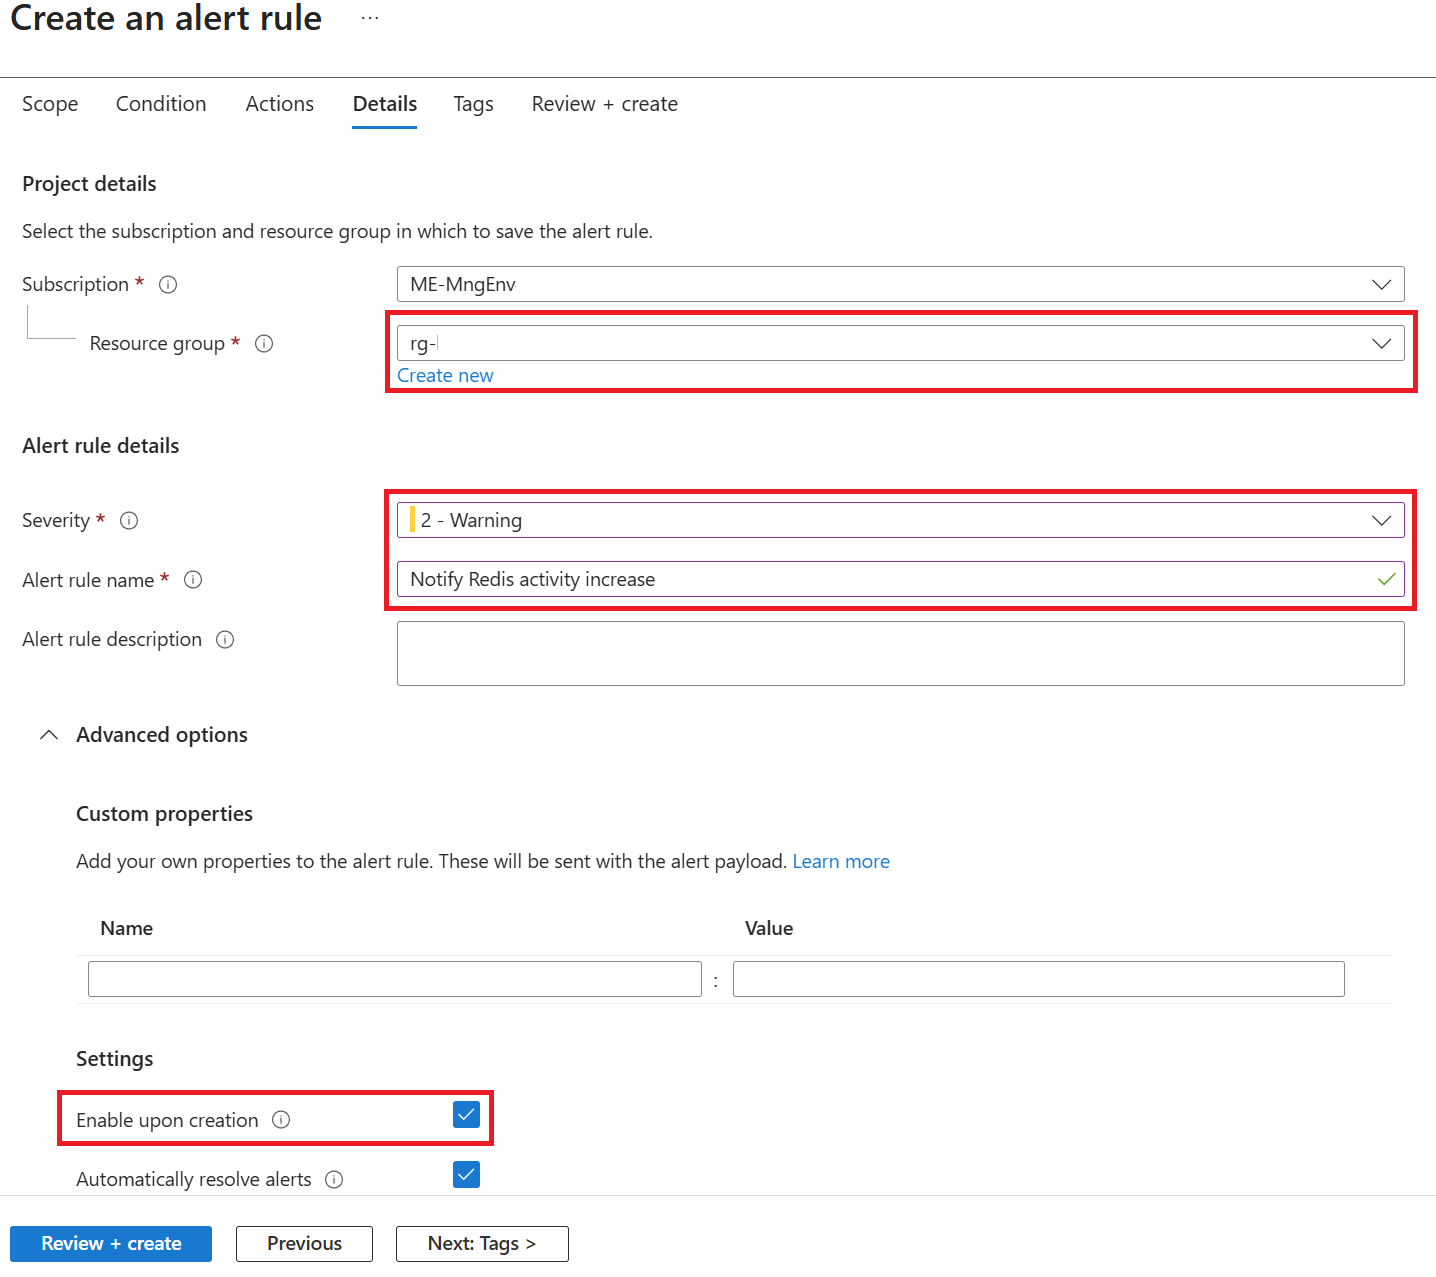 Create an alert rule ...
Scope Condition Actions Details Tags Review + create
Project details
Select the subscription and resource group in which to save the alert rule.
Subscription * ME-MngEnv
Resource group * rg-
Create new
Alert rule details
Severity * 2 - Warning
Alert rule name * Notify Redis activity increase
Alert rule description
Advanced options
Custom properties
Add your own properties to the alert rule. These will be sent with the alert payload. Learn more
Name Value
:
Settings
Enable upon creation
Automatically resolve alerts
Review + create Previous Next: Tags >